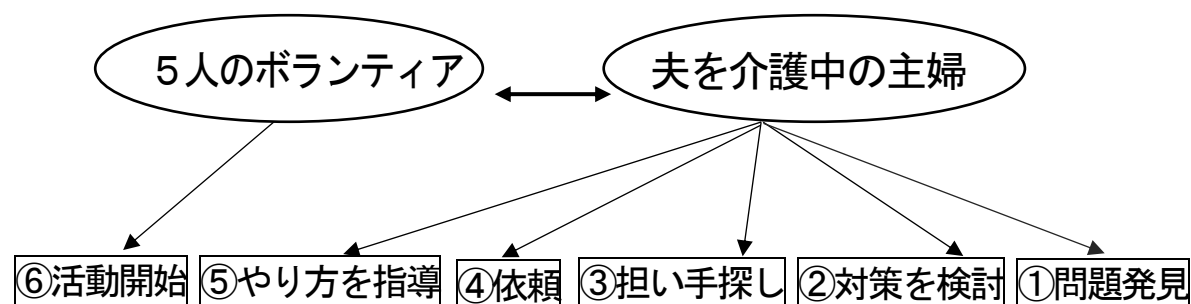 ５人のボランティア
夫を介護中の主婦
⑥活動開始
⑤やり方を指導
④依頼
③担い手探し
②対策を検討
①問題発見